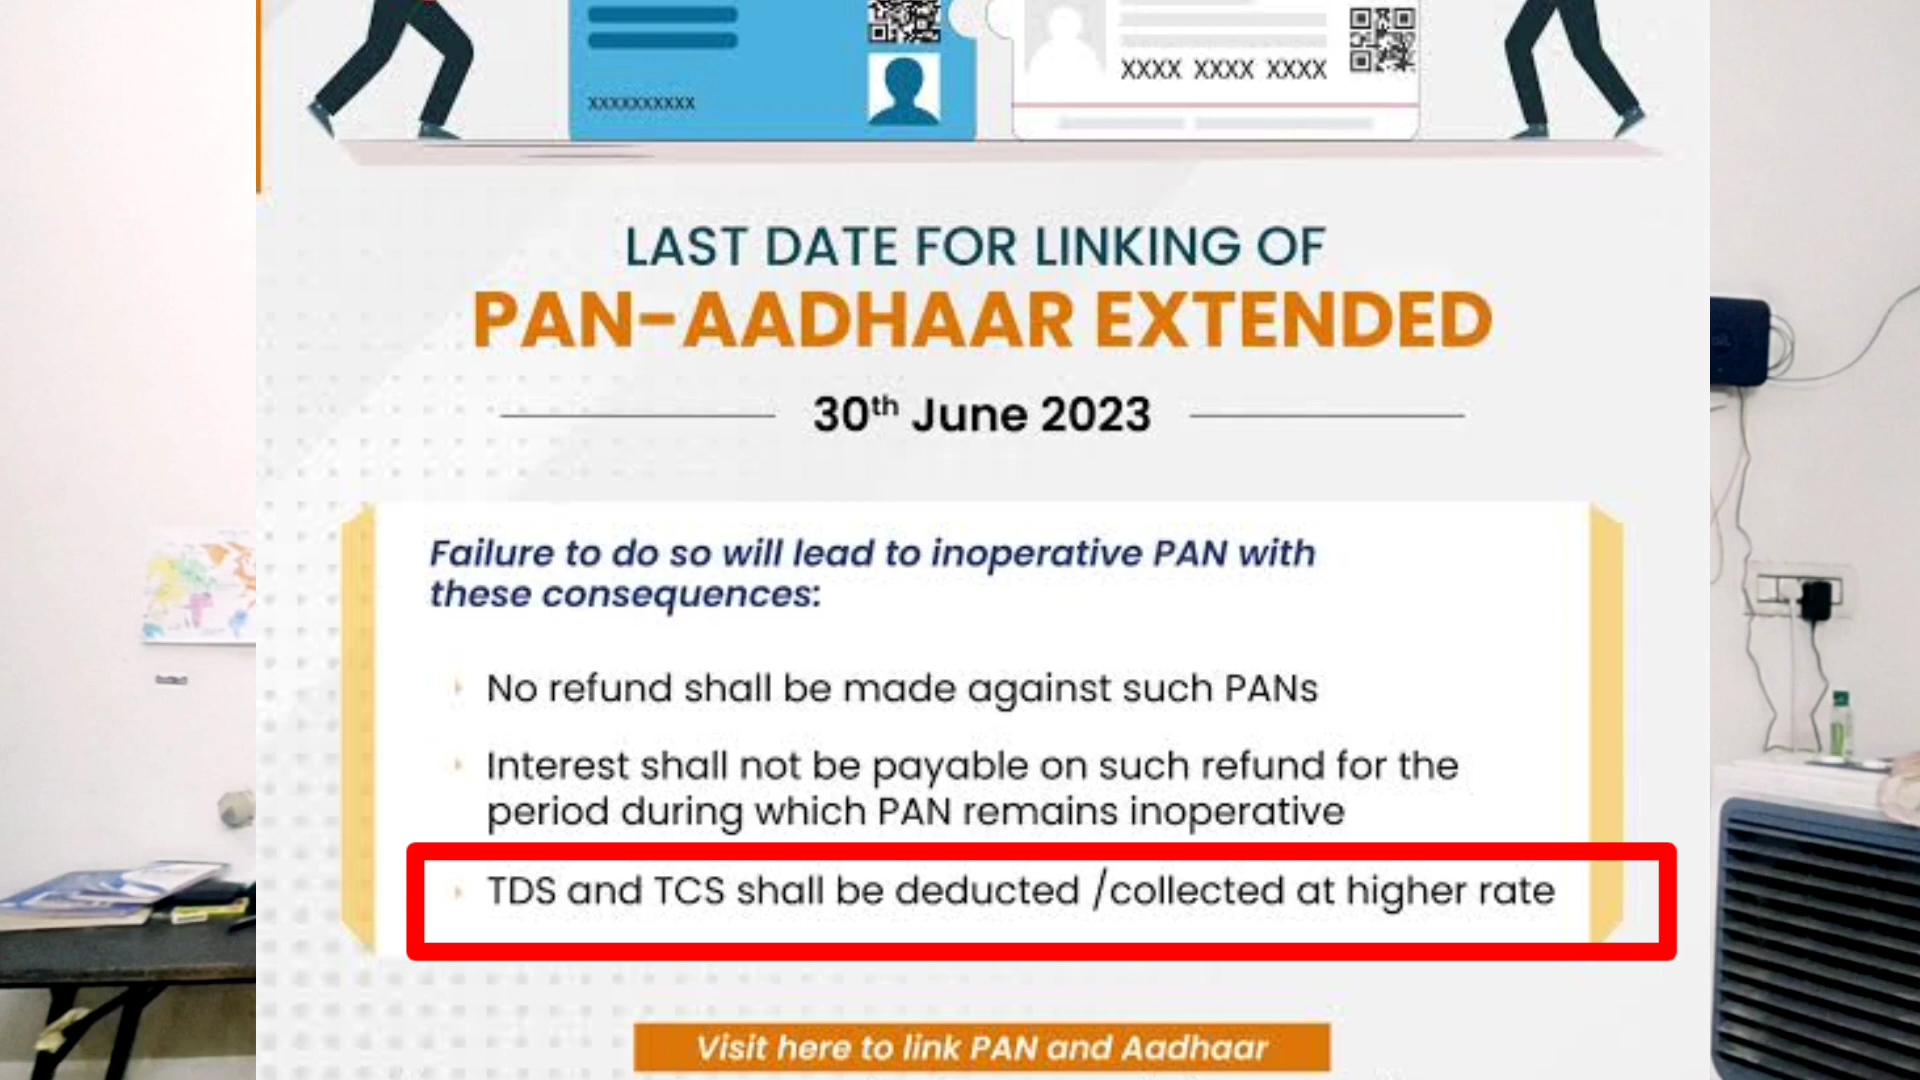 XXXXXXXXXX
XXXX XXXX XXXX
LAST DATE FOR LINKING OF
PAN-AADHAAR EXTENDED
30th June 2023
Failure to do so will lead to inoperative PAN with
these consequences:
No refund shall be made against such PANs
Interest shall not be payable on such refund for the
period during which PAN remains inoperative
TDS and TCS shall be deducted /collected at higher rate
Visit here to link PAN and Aadhaar